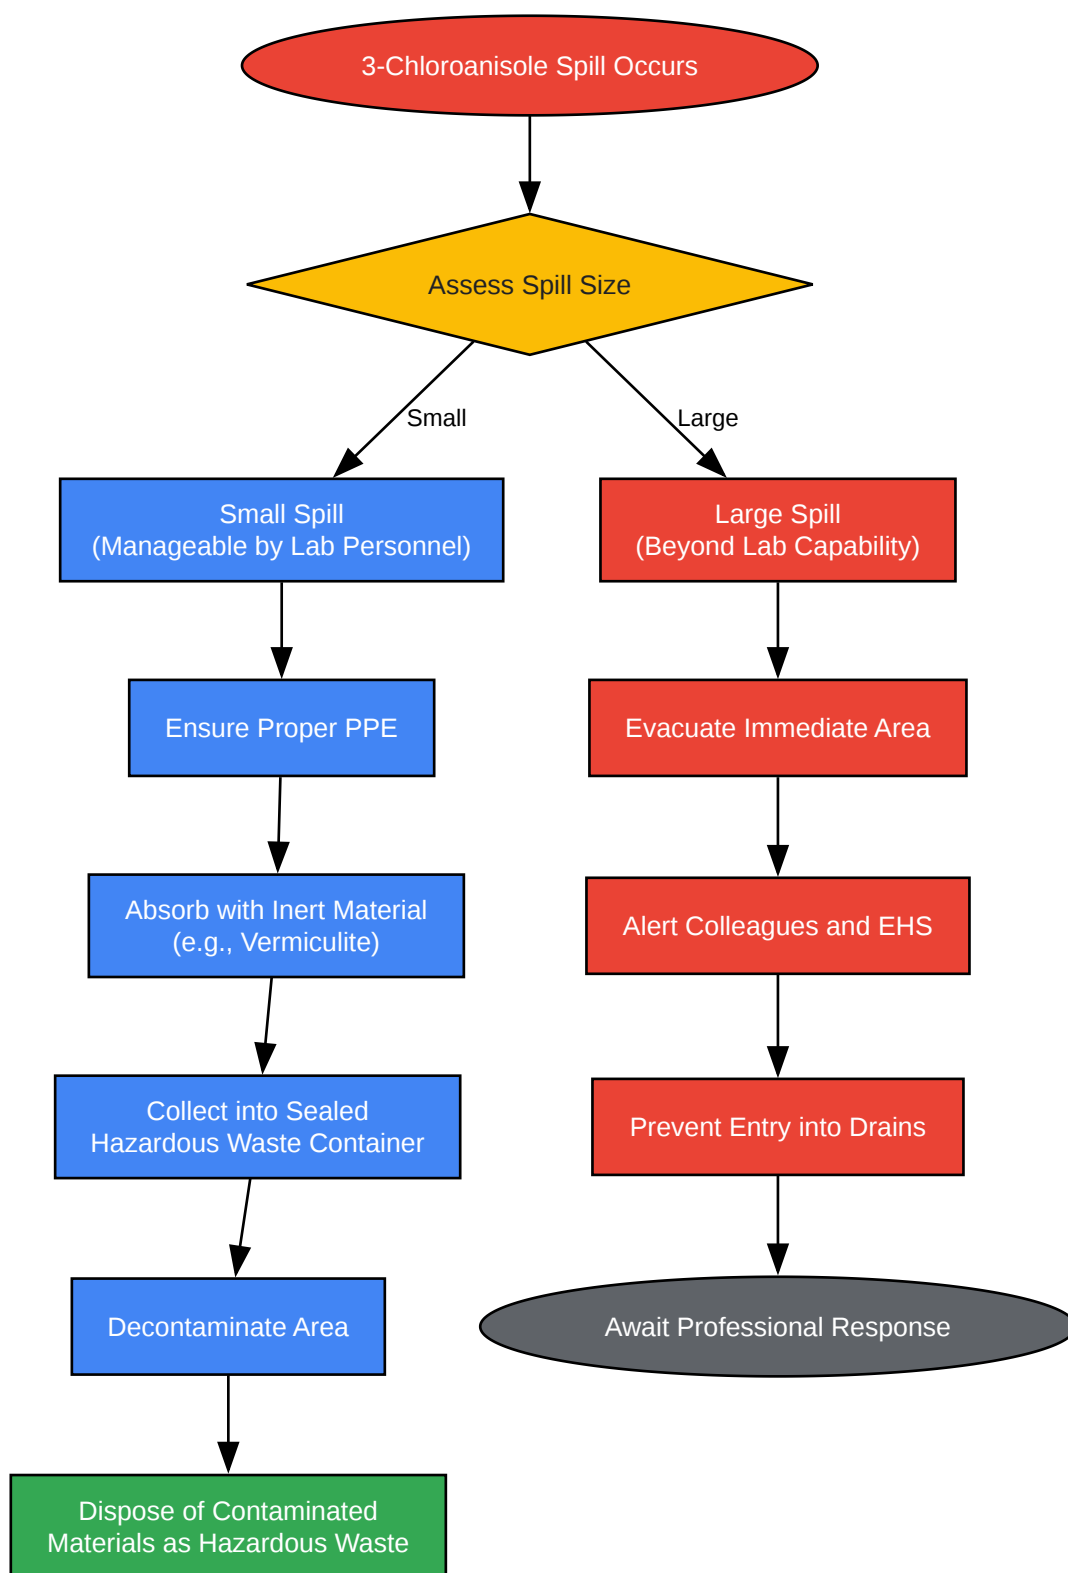 3-Chloroanisole Spill Occurs
Assess Spill Size
Small
Large
Small Spill
(Manageable by Lab Personnel)
Large Spill
(Beyond Lab Capability)
Ensure Proper PPE
Evacuate Immediate Area
Absorb with Inert Material
(e.g., Vermiculite)
Alert Colleagues and EHS
Collect into Sealed
Hazardous Waste Container
Prevent Entry into Drains
Decontaminate Area
Await Professional Response
Dispose of Contaminated
Materials as Hazardous Waste